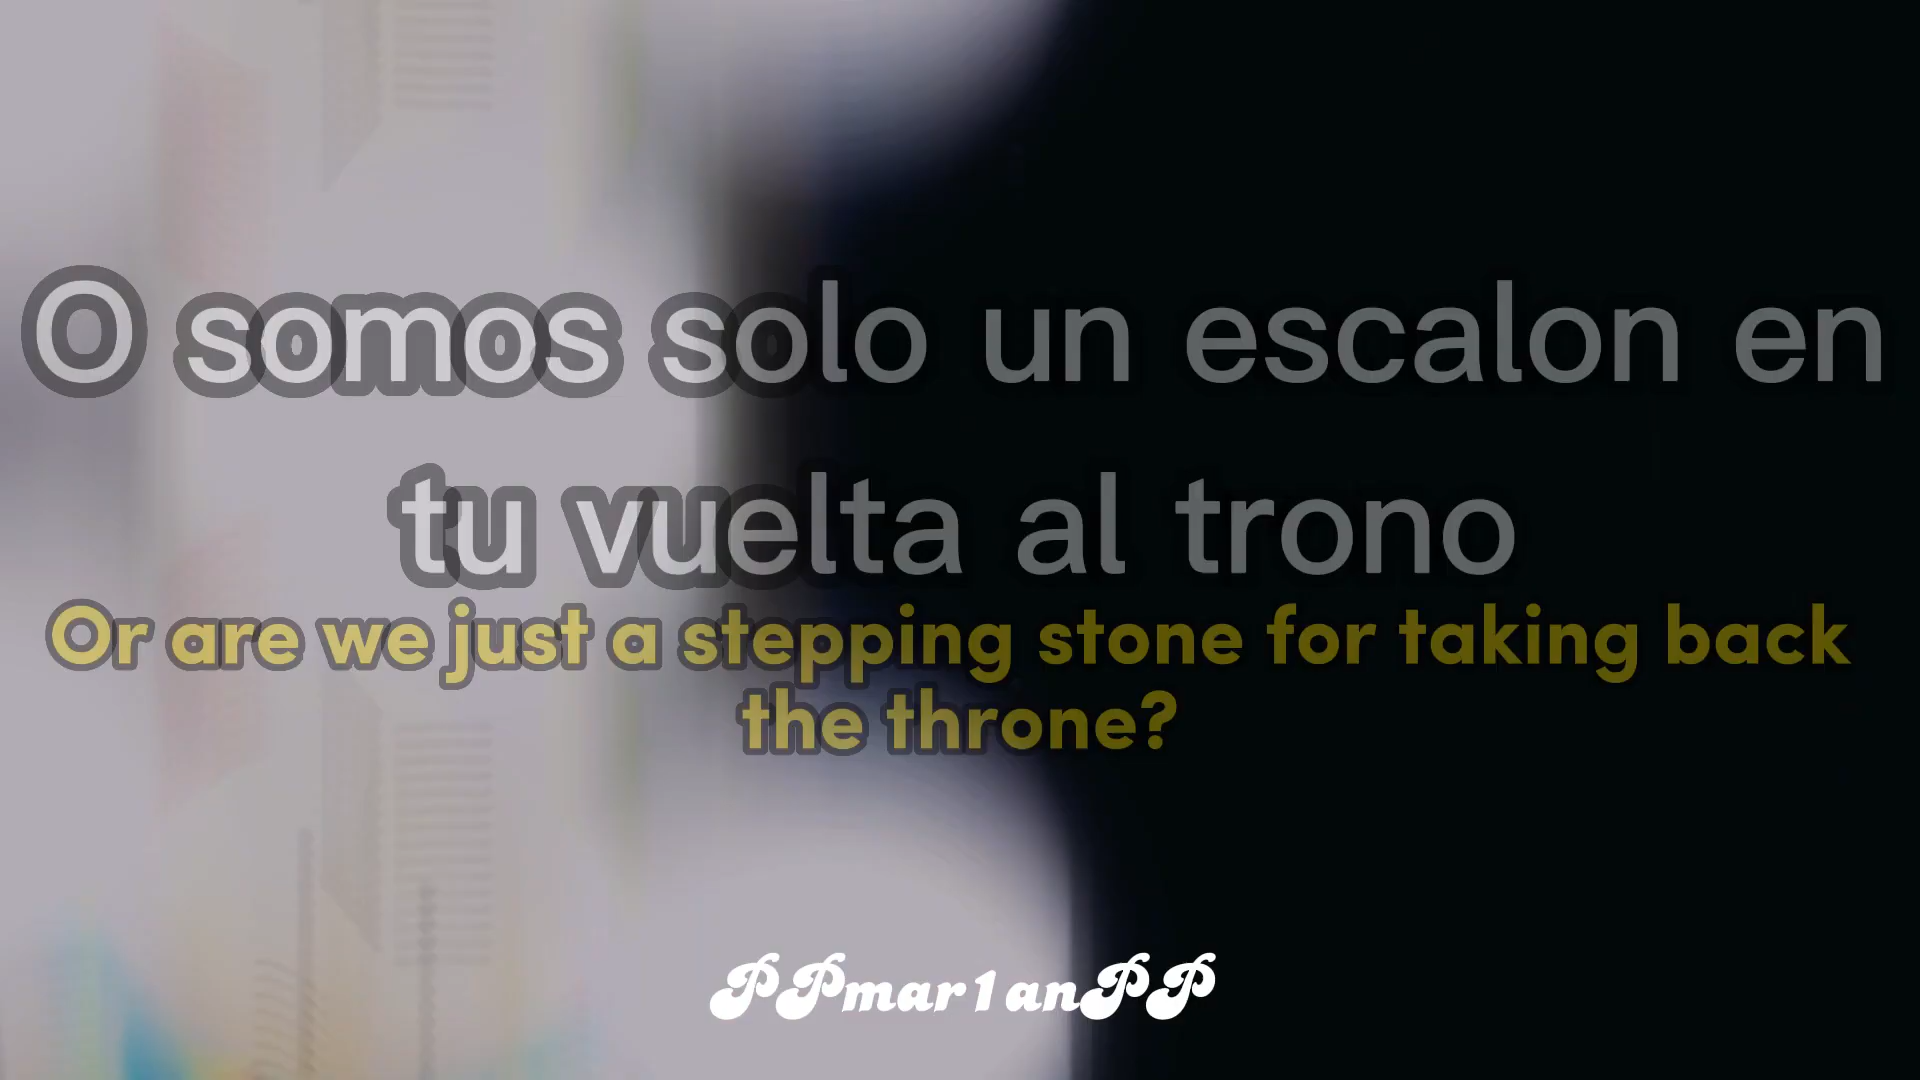 O somos solo un escalon en
tu vuelta al trono
Or are we just a stepping stone for taking back
the throne?
PPmar1anPP